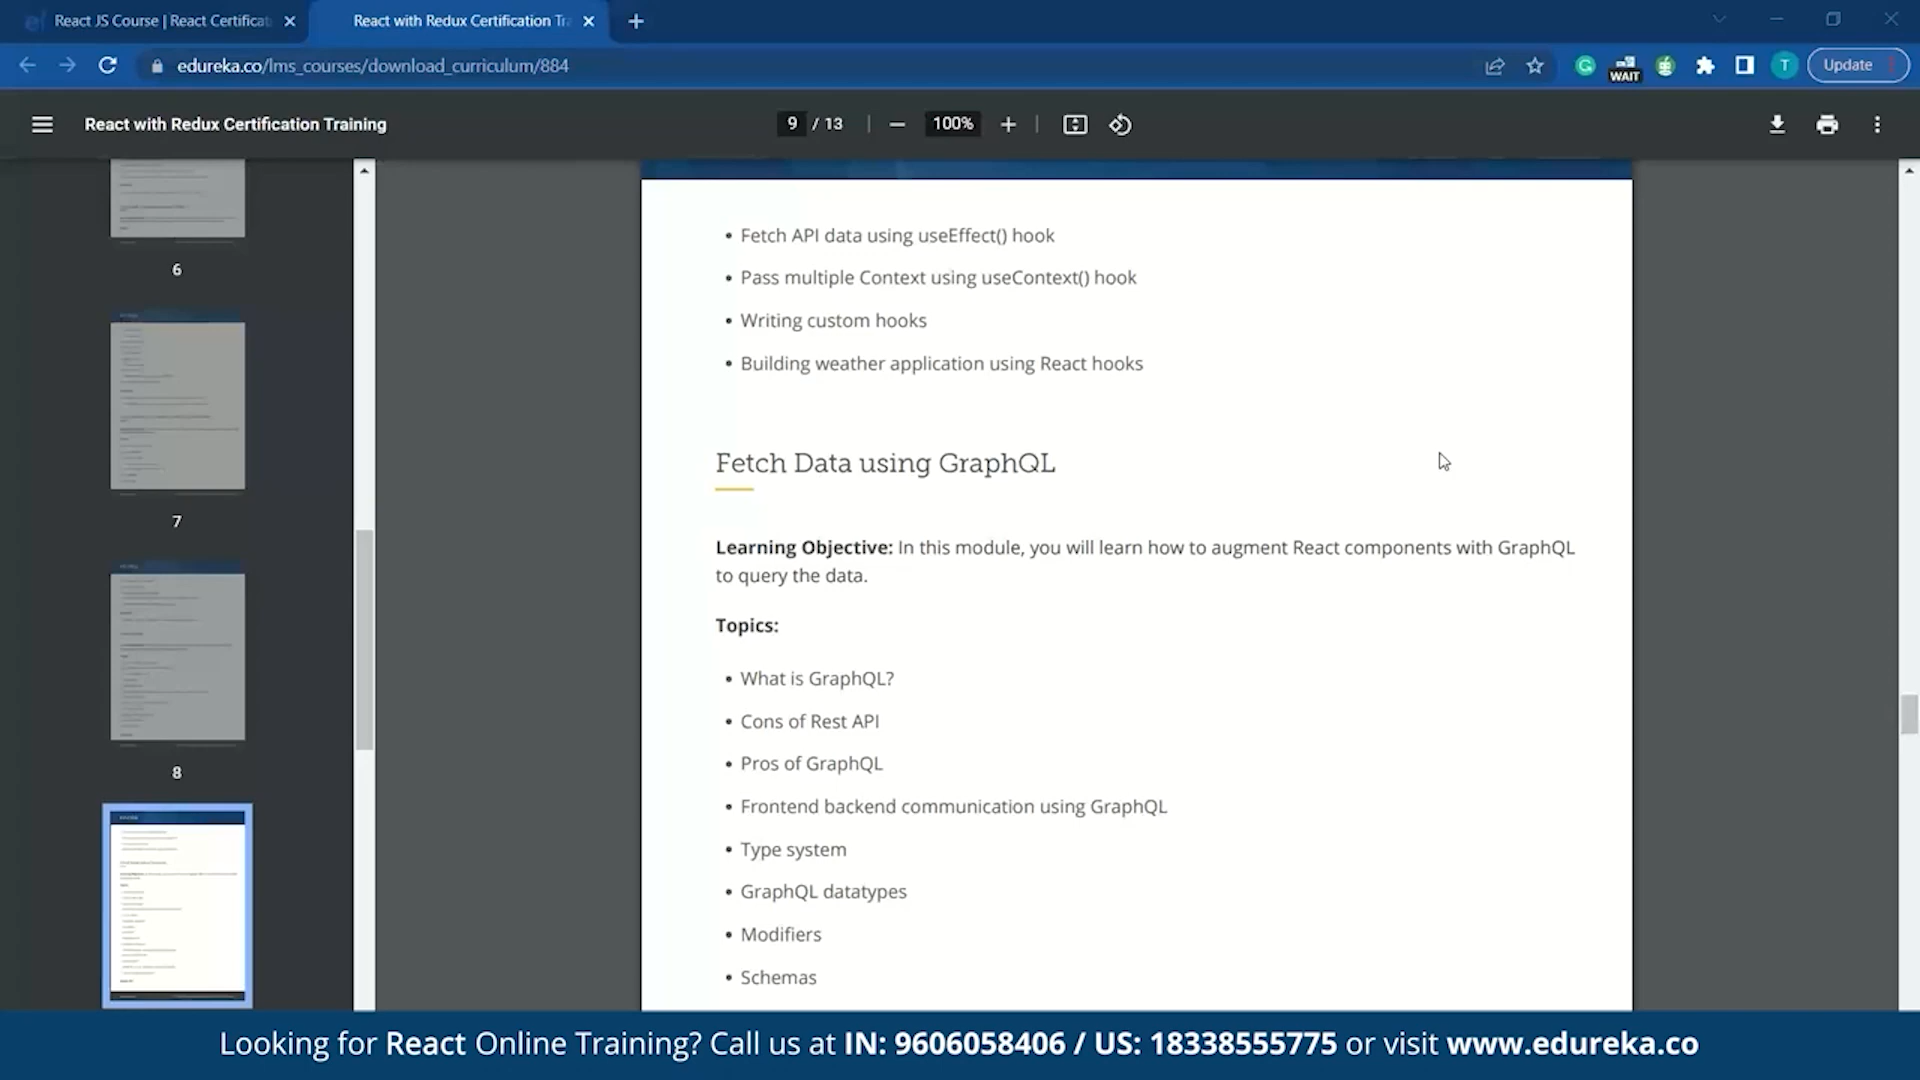 React JS Course | React Certificat
React with Redux Certification Tra
edureka.co/lms_courses/download_curriculum/884
WAIT
T
Update
React with Redux Certification Training
9 / 13
100%
6
7
8
Fetch API data using useEffect() hook
Pass multiple Context using useContext() hook
Writing custom hooks
Building weather application using React hooks
Fetch Data using GraphQL
Learning Objective: In this module, you will learn how to augment React components with GraphQL
to query the data.
Topics:
What is GraphQL?
Cons of Rest API
Pros of GraphQL
Frontend backend communication using GraphQL
Type system
GraphQL datatypes
Modifiers
Schemas
Looking for React Online Training? Call us at IN: 9606058406 / US: 18338555775 or visit www.edureka.co